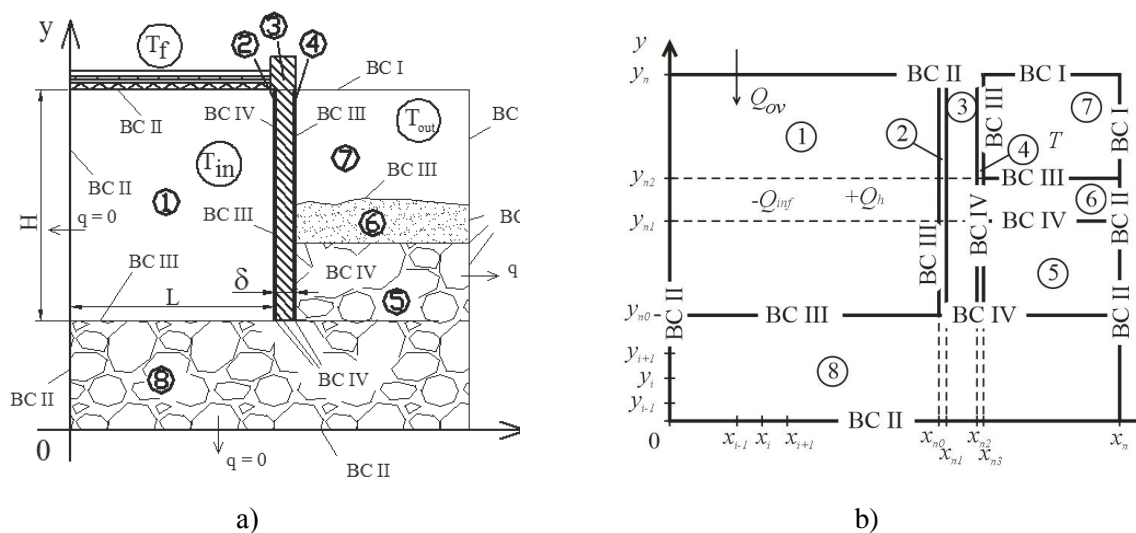 y
T_f
③
②
④
BC I
BC II
BC IV
BC III
T_out
T_in
⑦
BC
BC II
q = 0
①
H
BC III
BC III
⑥
BC
BC III
δ
BC IV
q
L
⑤
⑧
BC IV
BC II
0
q = 0
BC II
a)
y
y_n
BC II
BC I
Q_ov
③
BC III
⑦
BC I
①
②
④
T
y_n2
BC III
-Q_inf
+Q_h
⑥
y_n1
BC IV
BC III
BC IV
BC II
⑤
BC II
y_n0
BC III
BC IV
y_i+1
y_i
⑧
y_i-1
BC II
0
x_i-1
x_i
x_i+1
x_n0
x_n1
x_n2
x_n3
x_n
b)